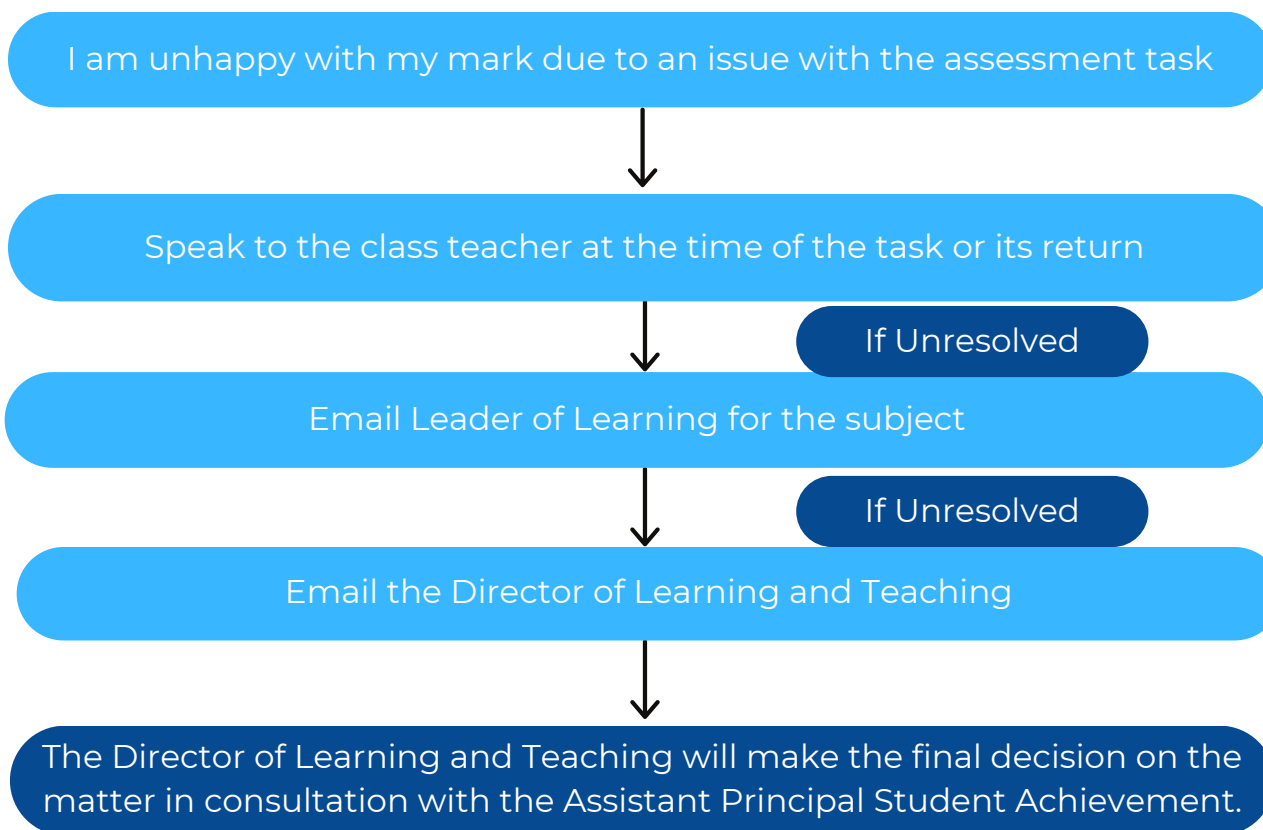 I am unhappy with my mark due to an issue with the assessment task
Speak to the class teacher at the time of the task or its return
If Unresolved
Email Leader of Learning for the subject
If Unresolved
Email the Director of Learning and Teaching
The Director of Learning and Teaching will make the final decision on the
matter in consultation with the Assistant Principal Student Achievement.